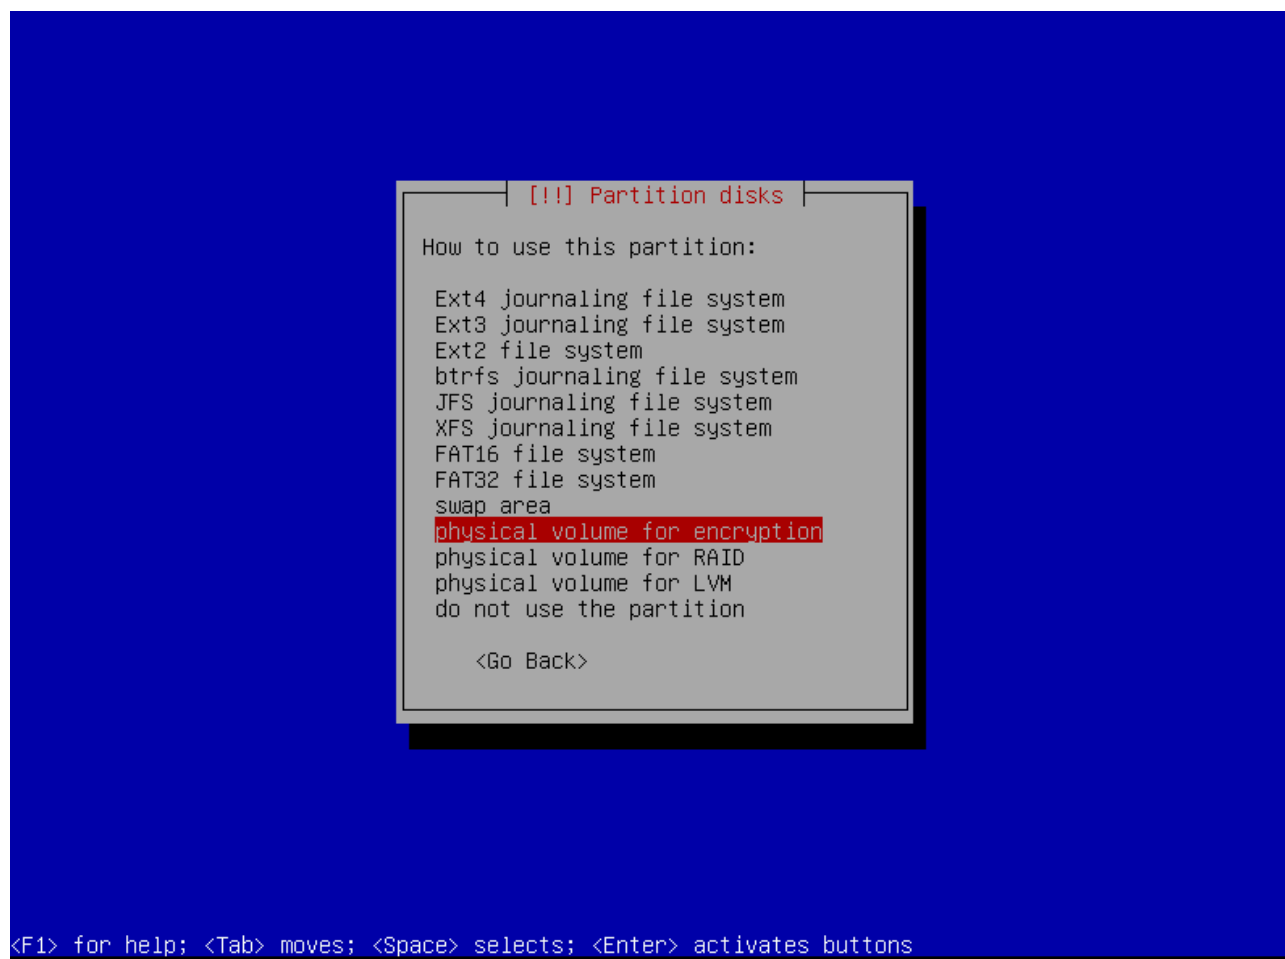 [!!] Partition disks
How to use this partition:
Ext4 journaling file system
Ext3 journaling file system
Ext2 file system
btrfs journaling file system
JFS journaling file system
XFS journaling file system
FAT16 file system
FAT32 file system
swap area
physical volume for encryption
physical volume for RAID
physical volume for LVM
do not use the partition
<Go Back>
<F1> for help; <Tab> moves; <Space> selects; <Enter> activates buttons